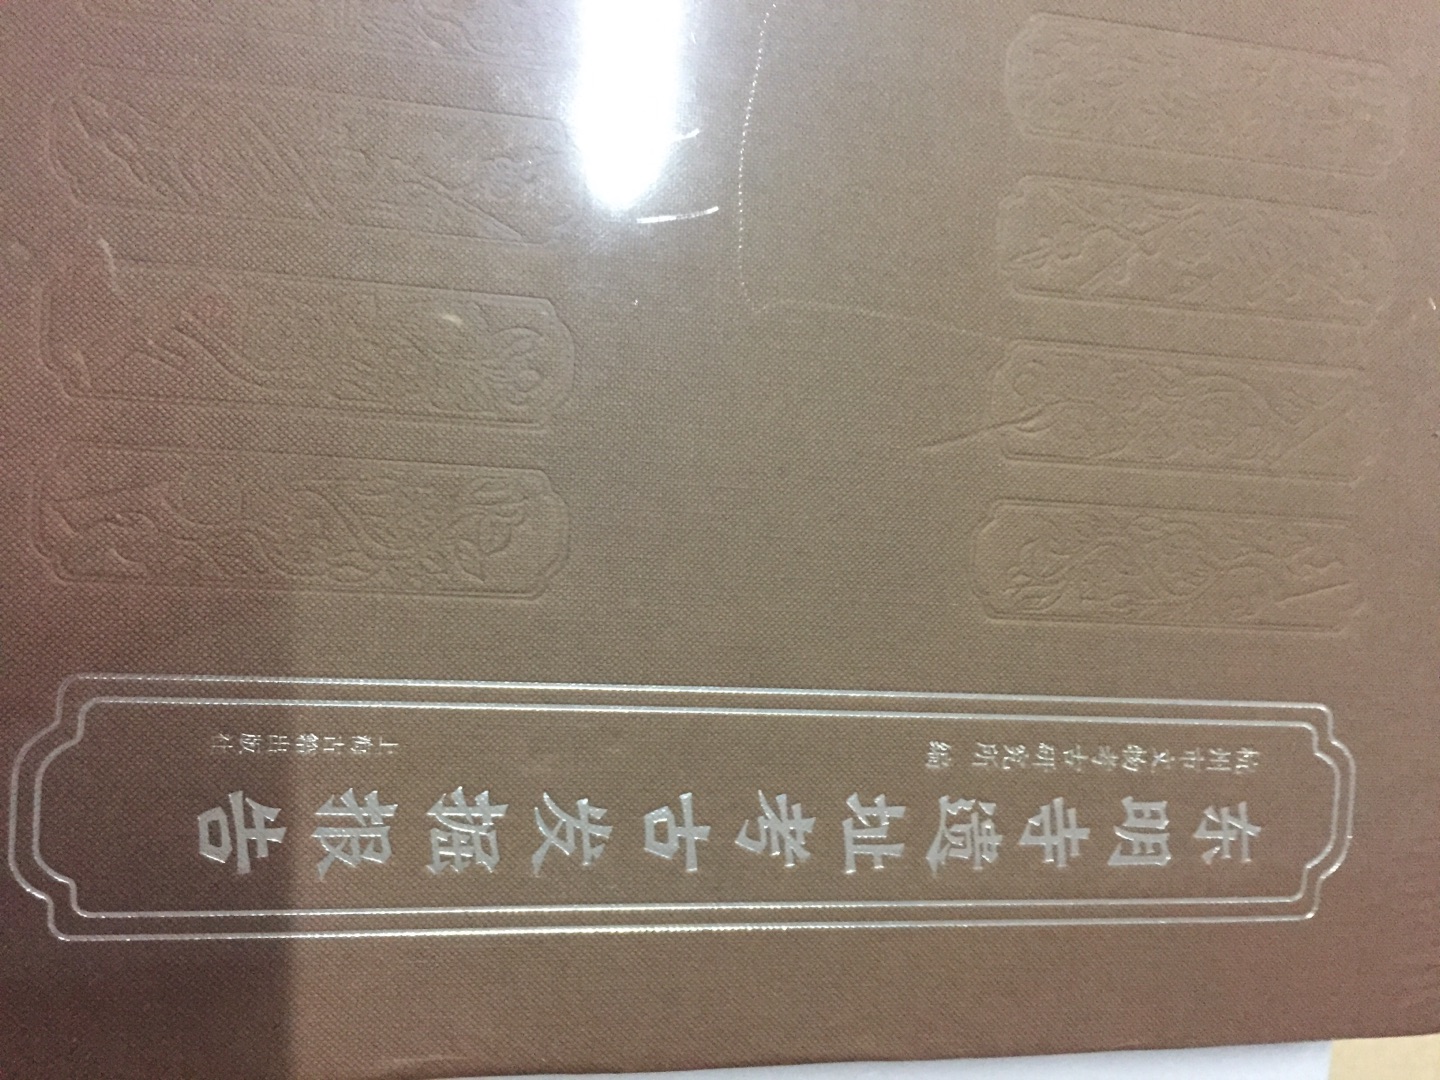 东明寺遗址考古发掘报告
杭州市文物考古研究所 编
上海古籍出版社